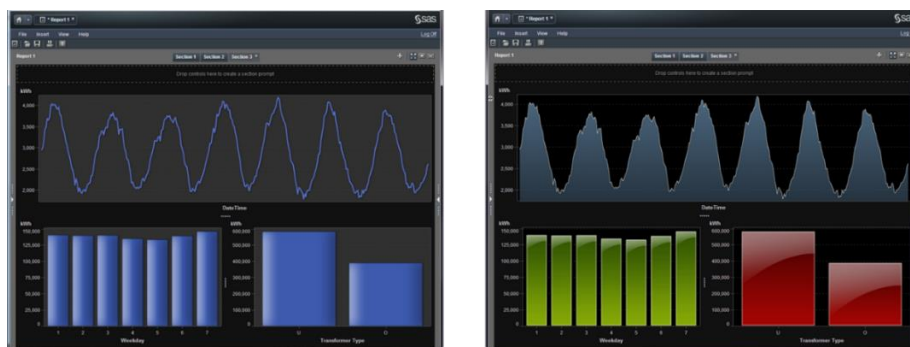 * Report 1
sas
File Insert View Help
Log Off
Report 1
Section 1 Section 2 Section 3
Drop controls here to create a section prompt
kWh
4,000
3,500
3,000
2,500
2,000
DateTime
kWh
150,000
125,000
100,000
75,000
50,000
25,000
0
1 2 3 4 5 6 7
Weekday
kWh
600,000
500,000
400,000
300,000
200,000
100,000
0
U O
Transformer Type
* Report 1
sas
File Insert View Help
Log
Report 1
Section 1 Section 2 Section 3
Drop controls here to create a section prompt
kWh
4,000
3,500
3,000
2,500
2,000
DateTime
kWh
150,000
125,000
100,000
75,000
50,000
25,000
0
1 2 3 4 5 6 7
Weekday
kWh
600,000
500,000
400,000
300,000
200,000
100,000
0
U O
Transformer Type